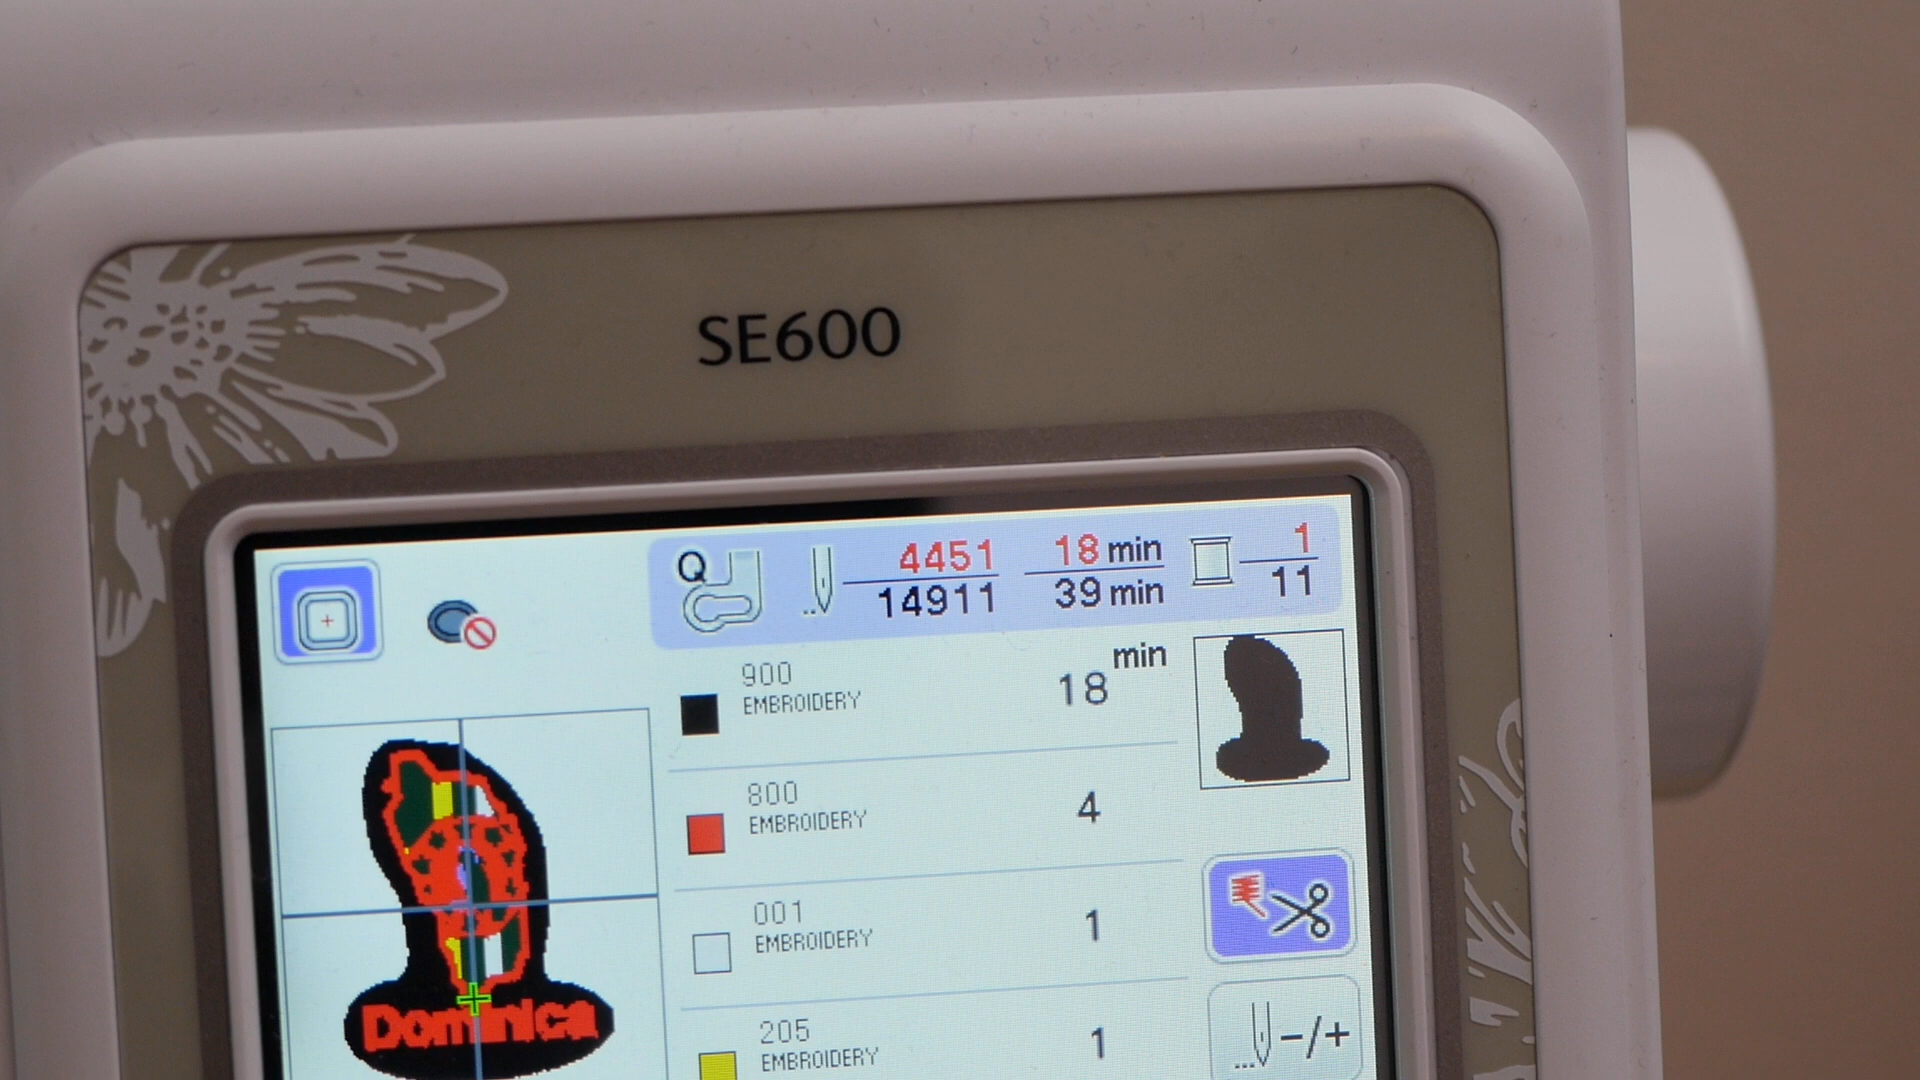 SE600
Q 4451 18 min 1
14911 39 min 11
min
900
EMBROIDERY 18
800
EMBROIDERY 4
001
EMBROIDERY 1
205
EMBROIDERY 1
Dominica
-/+